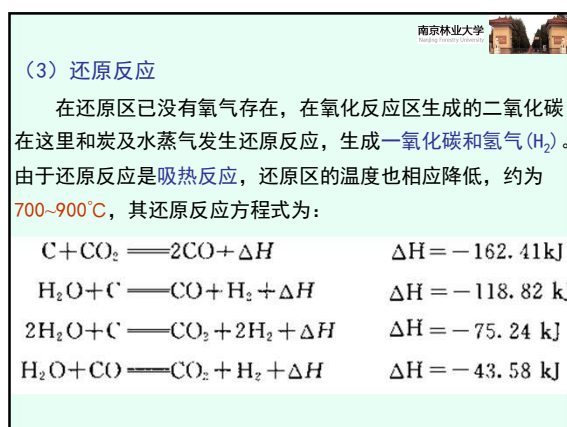 南京林业大学
Nanjing Forestry University
（3）还原反应
在还原区已没有氧气存在，在氧化反应区生成的二氧化碳
在这里和炭及水蒸气发生还原反应，生成一氧化碳和氢气(H₂)。
由于还原反应是吸热反应，还原区的温度也相应降低，约为
700~900℃，其还原反应方程式为：
C+CO₂══2CO+ΔH ΔH=-162.41kJ
H₂O+C══CO+H₂+ΔH ΔH=-118.82 kJ
2H₂O+C══CO₂+2H₂+ΔH ΔH=-75.24 kJ
H₂O+CO══CO₂+H₂+ΔH ΔH=-43.58 kJ